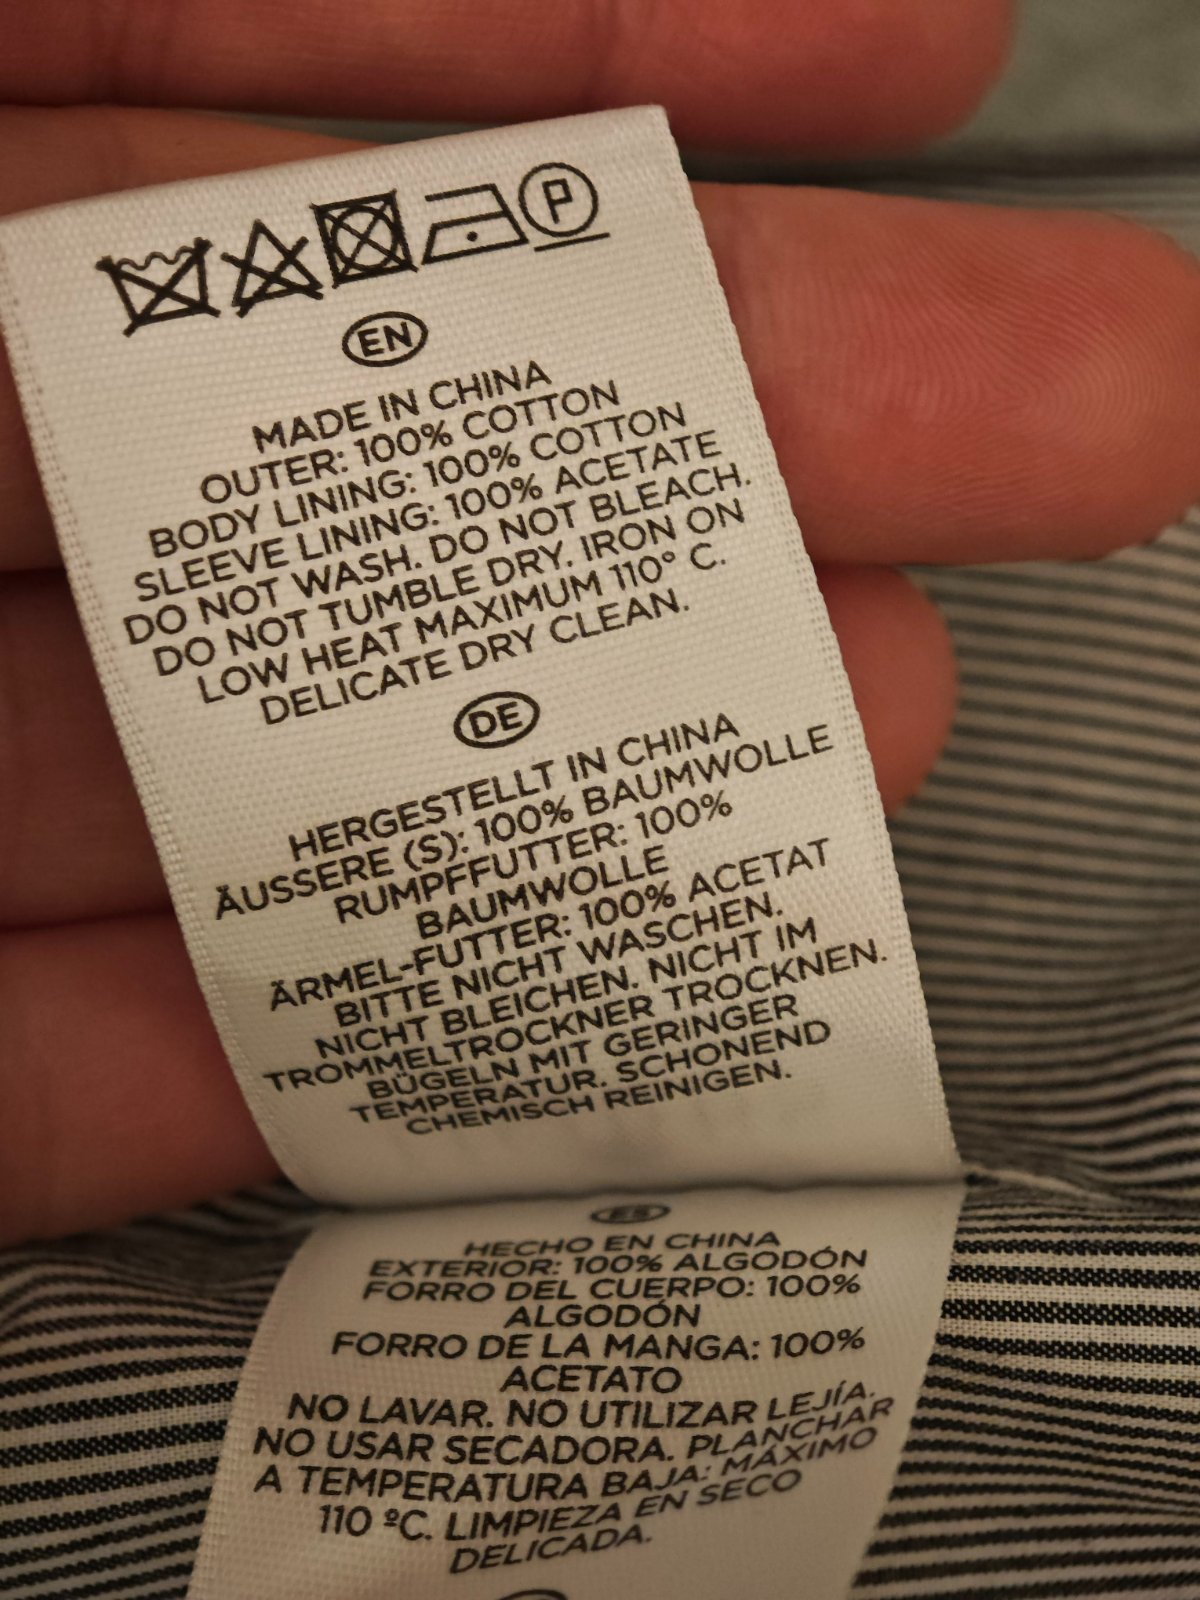 P
EN
MADE IN CHINA
OUTER: 100% COTTON
BODY LINING: 100% COTTON
SLEEVE LINING: 100% ACETATE
DO NOT WASH. DO NOT BLEACH.
DO NOT TUMBLE DRY. IRON ON
LOW HEAT MAXIMUM 110° C.
DELICATE DRY CLEAN.
DE
HERGESTELLT IN CHINA
ÄUSSERE (S): 100% BAUMWOLLE
RUMPFFUTTER: 100%
BAUMWOLLE
ÄRMEL-FUTTER: 100% ACETAT
BITTE NICHT WASCHEN.
NICHT BLEICHEN. NICHT IM
TROMMELTROCKNER TROCKNEN.
BÜGELN MIT GERINGER
TEMPERATUR. SCHONEND
CHEMISCH REINIGEN.
ES
HECHO EN CHINA
EXTERIOR: 100% ALGODÓN
FORRO DEL CUERPO: 100%
ALGODÓN
FORRO DE LA MANGA: 100%
ACETATO
NO LAVAR. NO UTILIZAR LEJÍA.
NO USAR SECADORA. PLANCHAR
A TEMPERATURA BAJA: MÁXIMO
110 ºC. LIMPIEZA EN SECO
DELICADA.